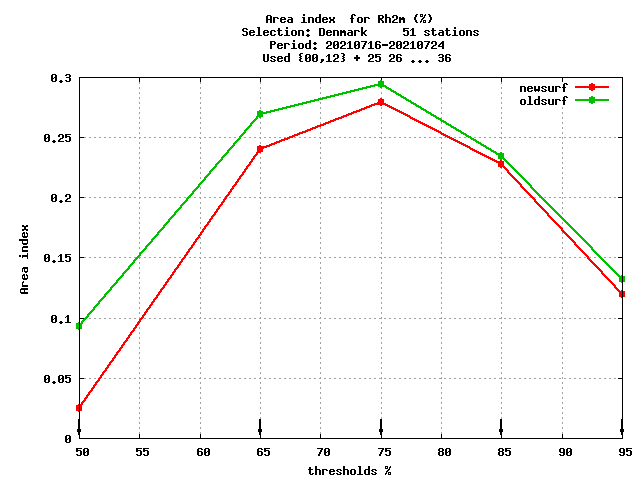 Area index  for Rh2m (%)
Selection: Denmark     51 stations
Period: 20210716-20210724
Used {00,12} + 25 26 ... 36
newsurf
oldsurf
0.3
0.25
0.2
0.15
0.1
0.05
0
Area index
50 55 60 65 70 75 80 85 90 95
thresholds %